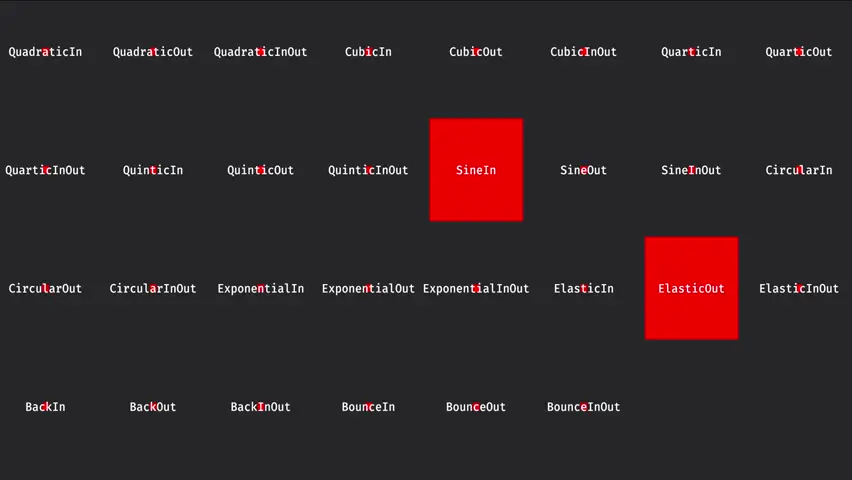 QuadraticIn QuadraticOut QuadraticInOut CubicIn CubicOut CubicInOut QuarticIn QuarticOut
QuarticInOut QuinticIn QuinticOut QuinticInOut SineIn SineOut SineInOut CircularIn
CircularOut CircularInOut ExponentialIn ExponentialOut ExponentialInOut ElasticIn ElasticOut ElasticInOut
BackIn BackOut BackInOut BounceIn BounceOut BounceInOut